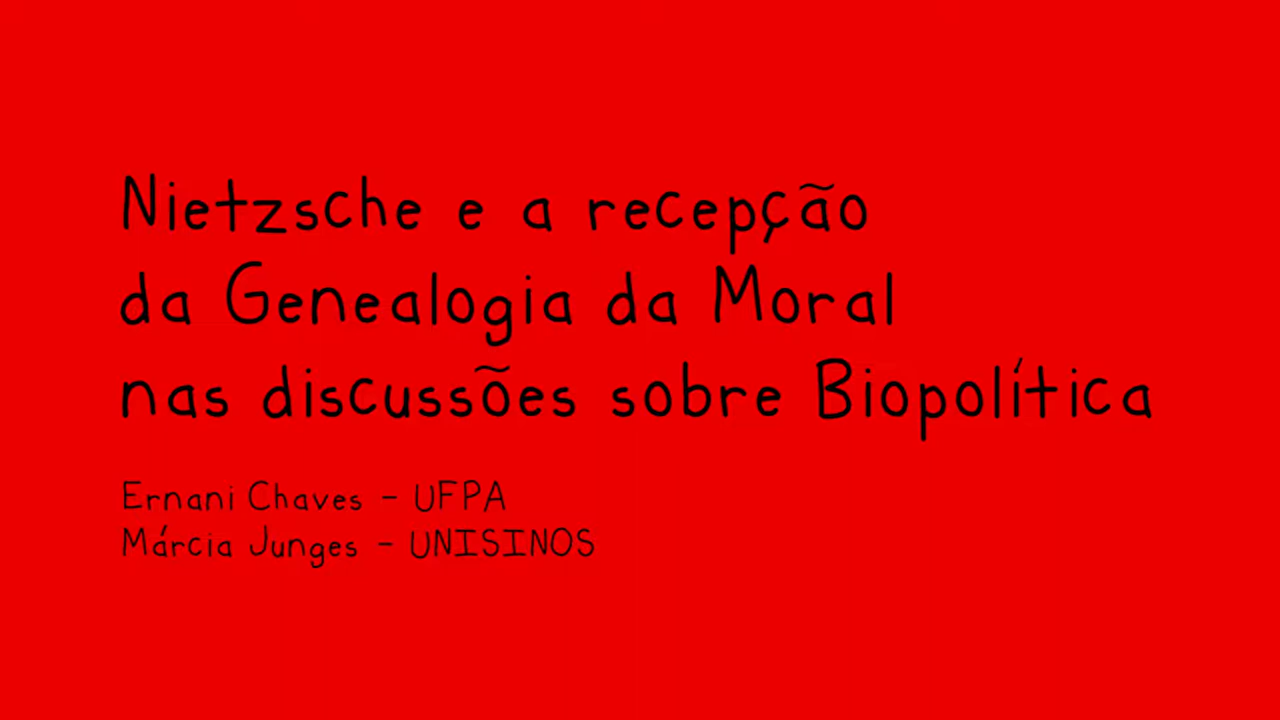 Nietzsche e a recepção
da Genealogia da Moral
nas discussões sobre Biopolítica
Ernani Chaves - UFPA
Márcia Junges - UNISINOS